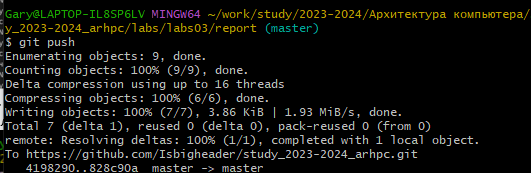 Gary@LAPTOP-IL8SP6LV MINGW64 ~/work/study/2023-2024/Архитектура компьютера/
y_2023-2024_arhpc/labs/labs03/report (master)
$ git push
Enumerating objects: 9, done.
Counting objects: 100% (9/9), done.
Delta compression using up to 16 threads
Compressing objects: 100% (6/6), done.
Writing objects: 100% (7/7), 3.86 KiB | 1.93 MiB/s, done.
Total 7 (delta 1), reused 0 (delta 0), pack-reused 0 (from 0)
remote: Resolving deltas: 100% (1/1), completed with 1 local object.
To https://github.com/Isbigheader/study_2023-2024_arhpc.git
   4198290..828c90a  master -> master